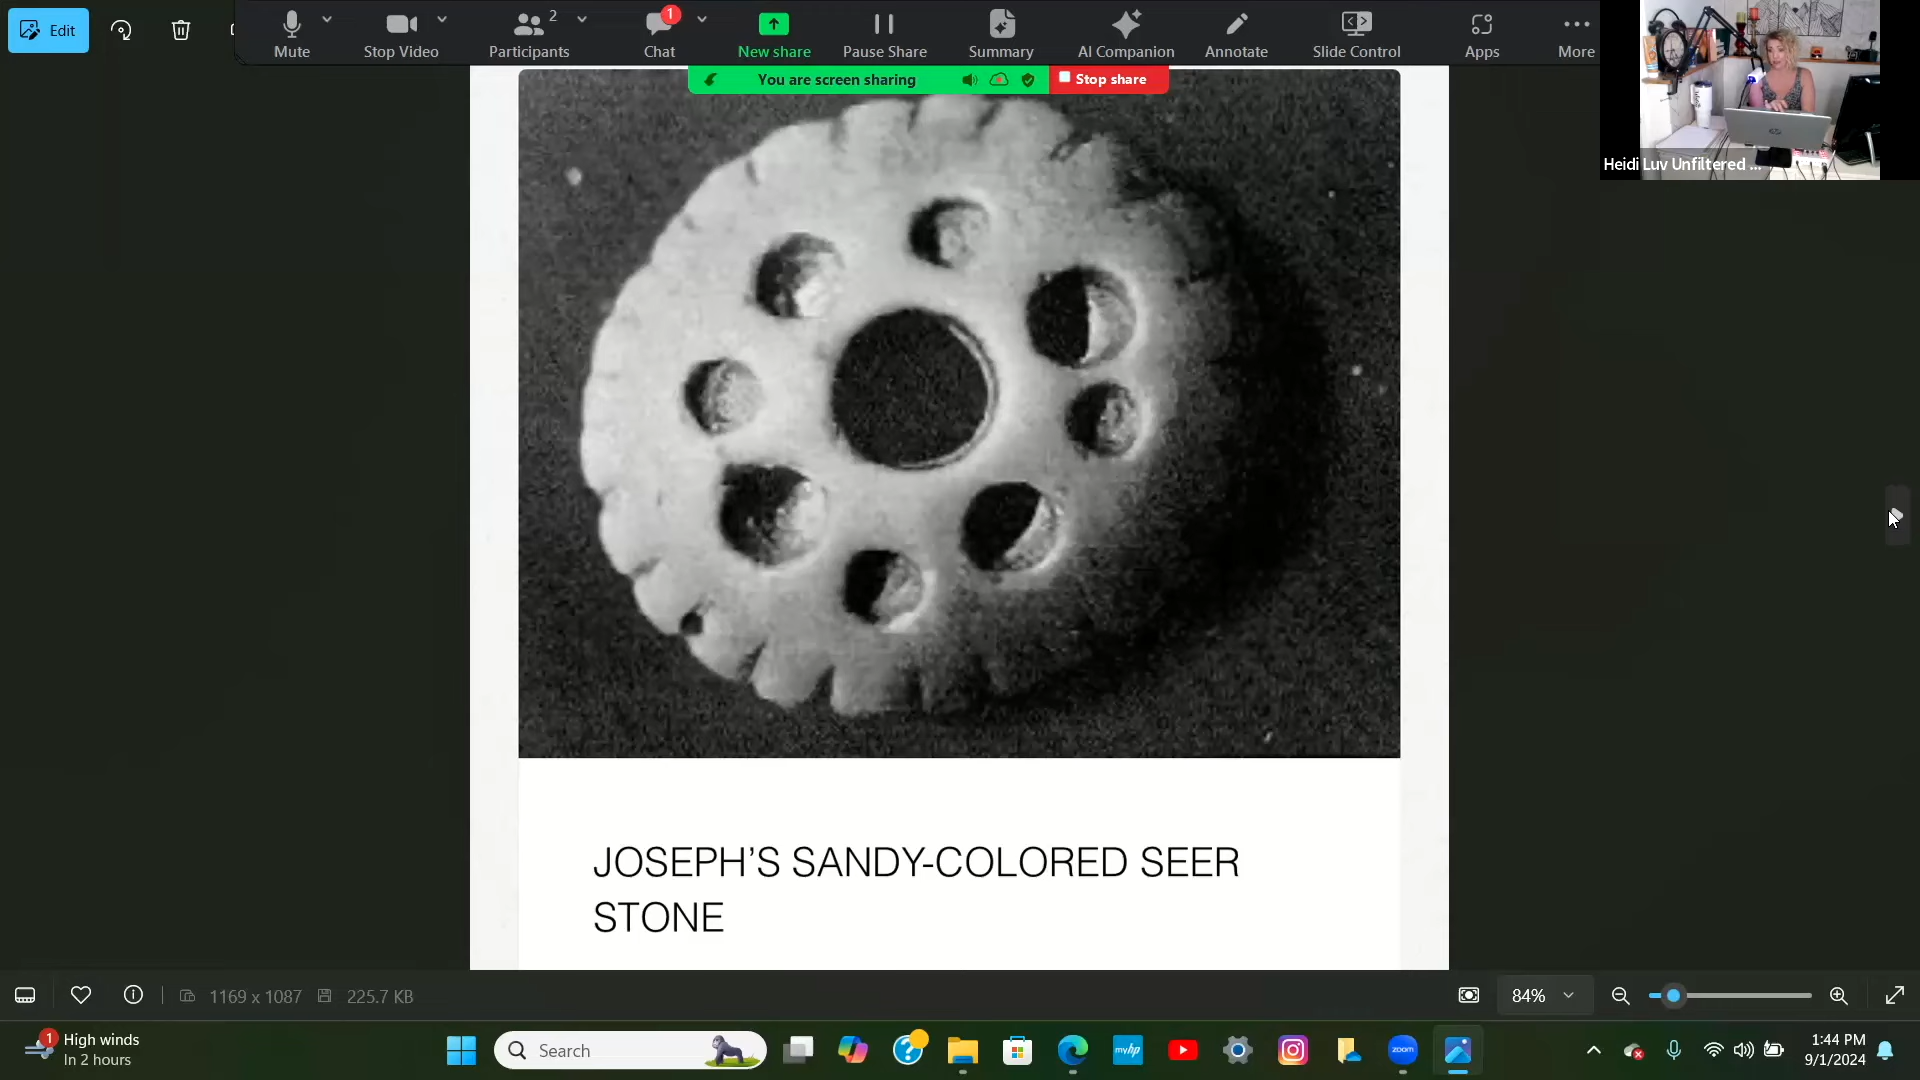 Edit
Mute
Stop Video
Participants
2
Chat
1
New share
Pause Share
Summary
AI Companion
Annotate
Slide Control
Apps
More
You are screen sharing
Stop share
Heidi Luv Unfiltered ...
JOSEPH'S SANDY-COLORED SEER
STONE
1169 x 1087
225.7 KB
84%
1
High winds
In 2 hours
Search
myhp
zoom
1:44 PM
9/1/2024